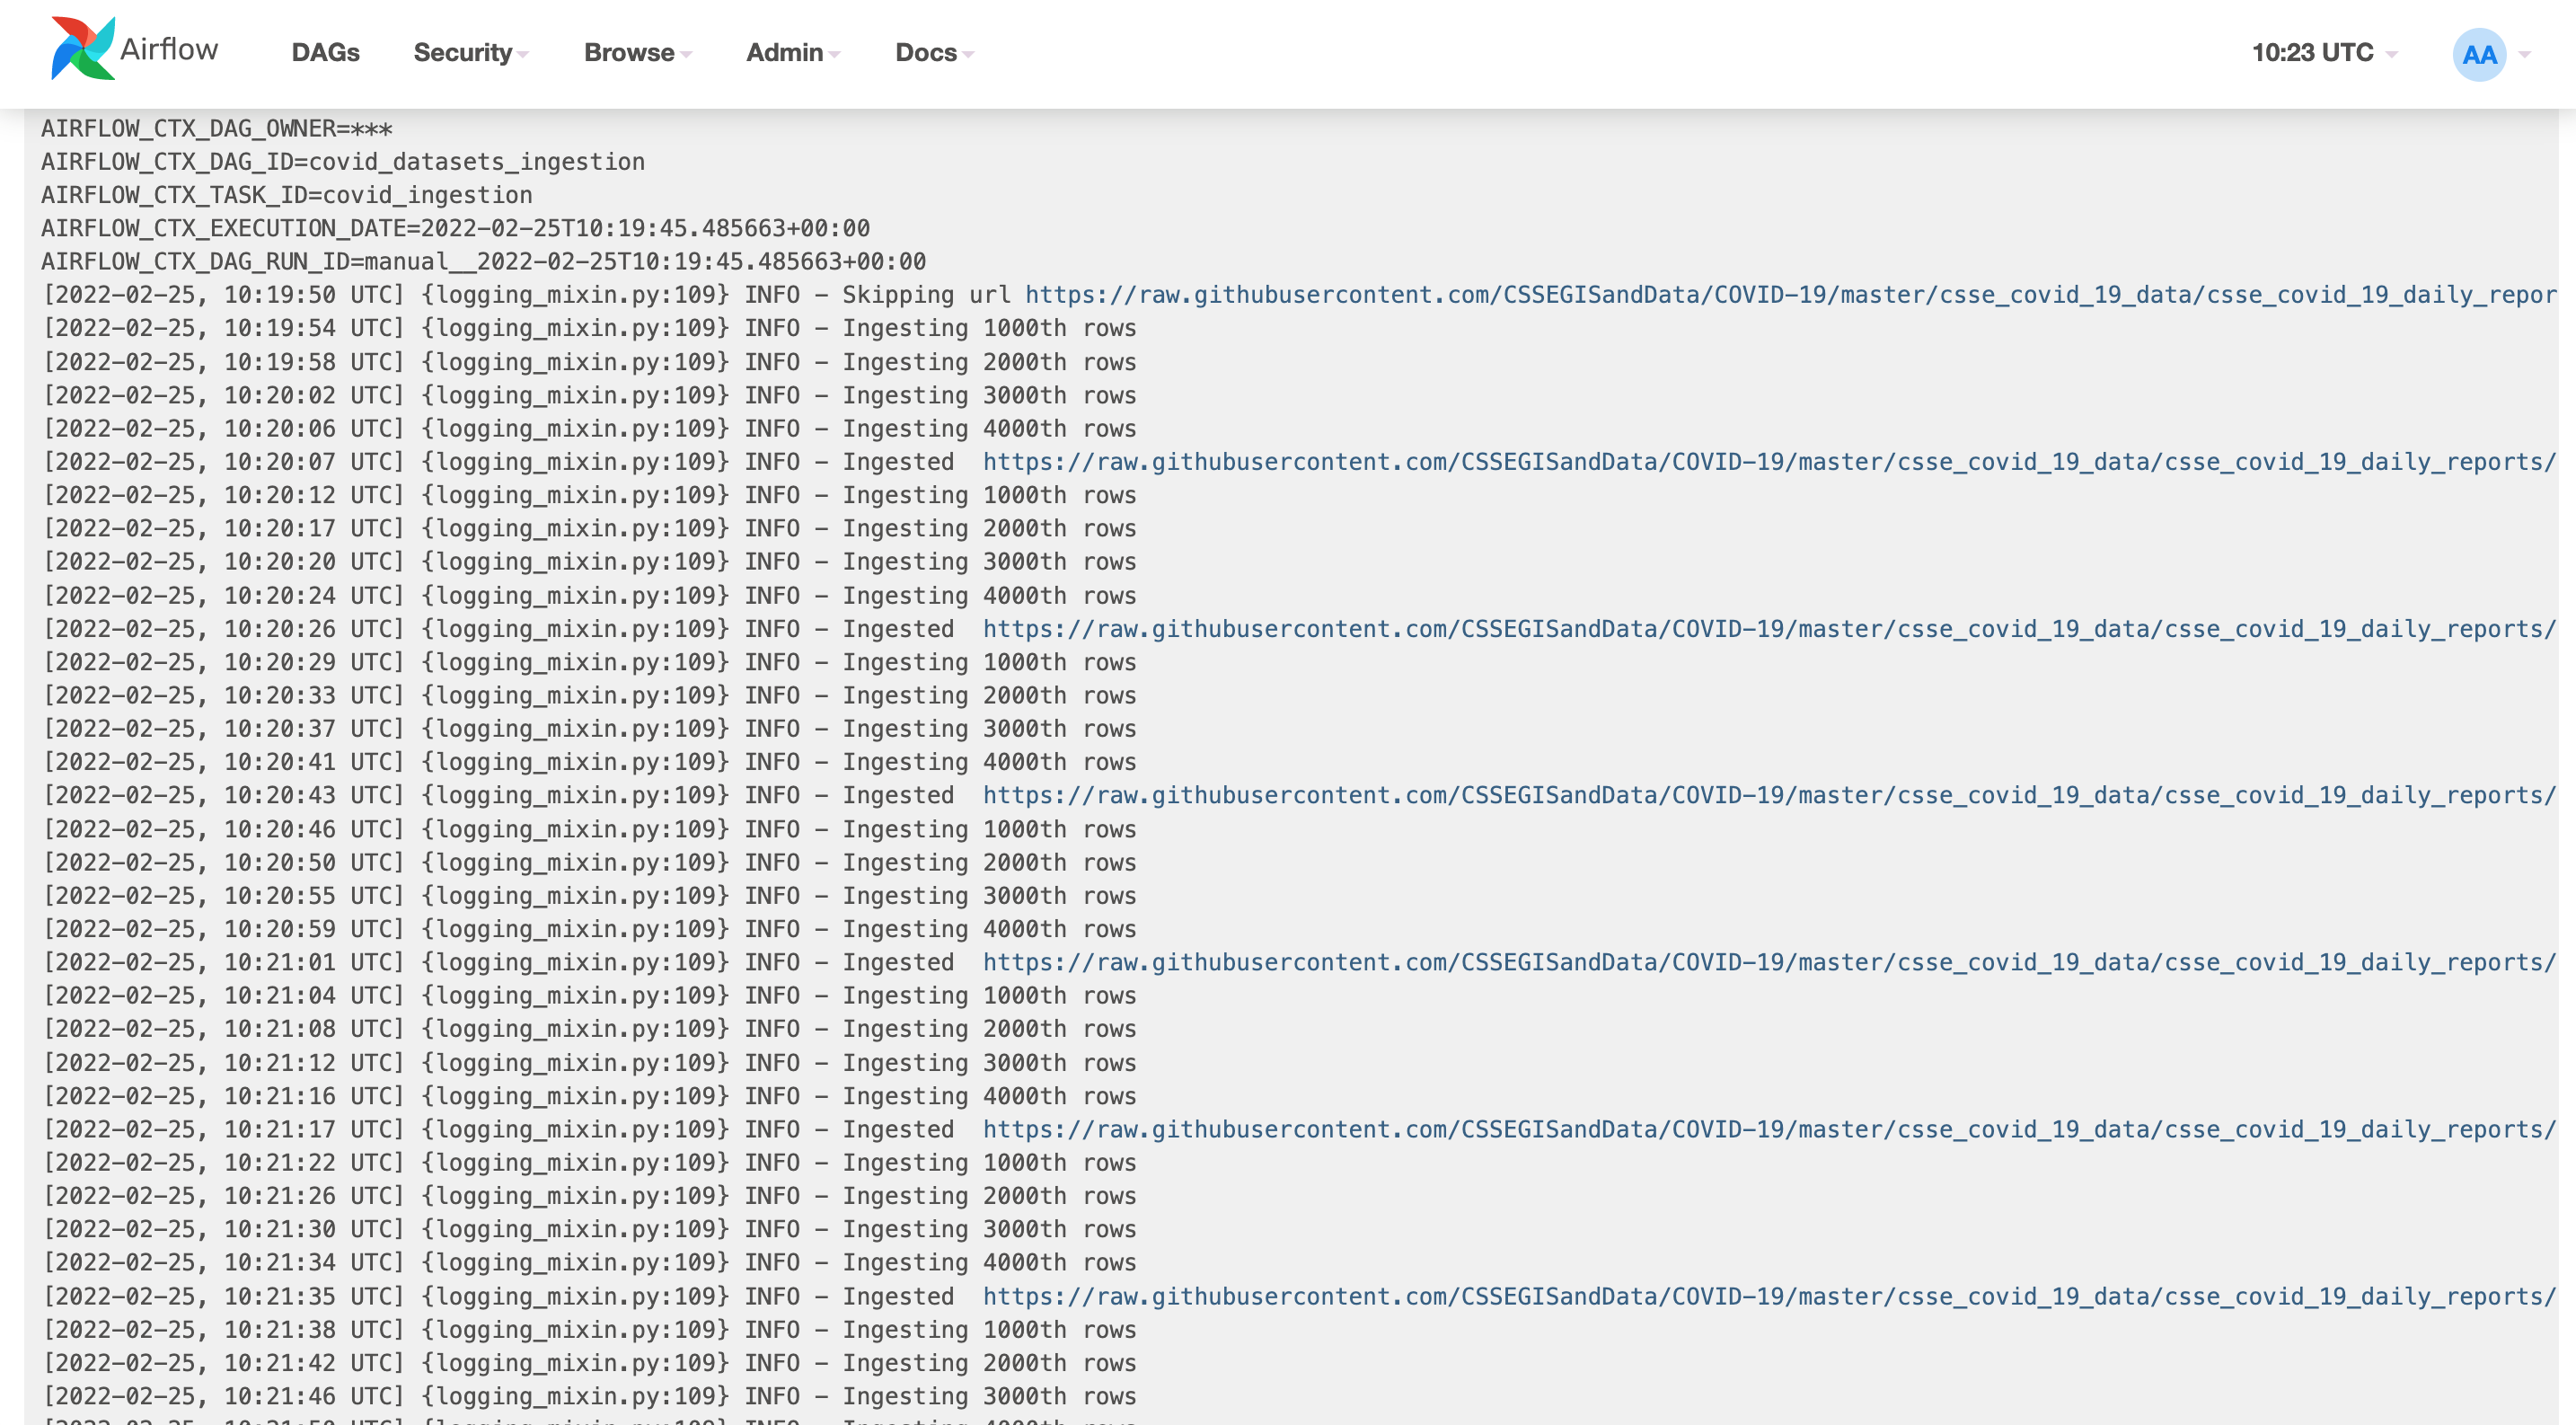 Airflow DAGs Security Browse Admin Docs 10:23 UTC AA
AIRFLOW_CTX_DAG_OWNER=***
AIRFLOW_CTX_DAG_ID=covid_datasets_ingestion
AIRFLOW_CTX_TASK_ID=covid_ingestion
AIRFLOW_CTX_EXECUTION_DATE=2022-02-25T10:19:45.485663+00:00
AIRFLOW_CTX_DAG_RUN_ID=manual__2022-02-25T10:19:45.485663+00:00
[2022-02-25, 10:19:50 UTC] {logging_mixin.py:109} INFO - Skipping url https://raw.githubusercontent.com/CSSEGISandData/COVID-19/master/csse_covid_19_data/csse_covid_19_daily_repor
[2022-02-25, 10:19:54 UTC] {logging_mixin.py:109} INFO - Ingesting 1000th rows
[2022-02-25, 10:19:58 UTC] {logging_mixin.py:109} INFO - Ingesting 2000th rows
[2022-02-25, 10:20:02 UTC] {logging_mixin.py:109} INFO - Ingesting 3000th rows
[2022-02-25, 10:20:06 UTC] {logging_mixin.py:109} INFO - Ingesting 4000th rows
[2022-02-25, 10:20:07 UTC] {logging_mixin.py:109} INFO - Ingested  https://raw.githubusercontent.com/CSSEGISandData/COVID-19/master/csse_covid_19_data/csse_covid_19_daily_reports/
[2022-02-25, 10:20:12 UTC] {logging_mixin.py:109} INFO - Ingesting 1000th rows
[2022-02-25, 10:20:17 UTC] {logging_mixin.py:109} INFO - Ingesting 2000th rows
[2022-02-25, 10:20:20 UTC] {logging_mixin.py:109} INFO - Ingesting 3000th rows
[2022-02-25, 10:20:24 UTC] {logging_mixin.py:109} INFO - Ingesting 4000th rows
[2022-02-25, 10:20:26 UTC] {logging_mixin.py:109} INFO - Ingested  https://raw.githubusercontent.com/CSSEGISandData/COVID-19/master/csse_covid_19_data/csse_covid_19_daily_reports/
[2022-02-25, 10:20:29 UTC] {logging_mixin.py:109} INFO - Ingesting 1000th rows
[2022-02-25, 10:20:33 UTC] {logging_mixin.py:109} INFO - Ingesting 2000th rows
[2022-02-25, 10:20:37 UTC] {logging_mixin.py:109} INFO - Ingesting 3000th rows
[2022-02-25, 10:20:41 UTC] {logging_mixin.py:109} INFO - Ingesting 4000th rows
[2022-02-25, 10:20:43 UTC] {logging_mixin.py:109} INFO - Ingested  https://raw.githubusercontent.com/CSSEGISandData/COVID-19/master/csse_covid_19_data/csse_covid_19_daily_reports/
[2022-02-25, 10:20:46 UTC] {logging_mixin.py:109} INFO - Ingesting 1000th rows
[2022-02-25, 10:20:50 UTC] {logging_mixin.py:109} INFO - Ingesting 2000th rows
[2022-02-25, 10:20:55 UTC] {logging_mixin.py:109} INFO - Ingesting 3000th rows
[2022-02-25, 10:20:59 UTC] {logging_mixin.py:109} INFO - Ingesting 4000th rows
[2022-02-25, 10:21:01 UTC] {logging_mixin.py:109} INFO - Ingested  https://raw.githubusercontent.com/CSSEGISandData/COVID-19/master/csse_covid_19_data/csse_covid_19_daily_reports/
[2022-02-25, 10:21:04 UTC] {logging_mixin.py:109} INFO - Ingesting 1000th rows
[2022-02-25, 10:21:08 UTC] {logging_mixin.py:109} INFO - Ingesting 2000th rows
[2022-02-25, 10:21:12 UTC] {logging_mixin.py:109} INFO - Ingesting 3000th rows
[2022-02-25, 10:21:16 UTC] {logging_mixin.py:109} INFO - Ingesting 4000th rows
[2022-02-25, 10:21:17 UTC] {logging_mixin.py:109} INFO - Ingested  https://raw.githubusercontent.com/CSSEGISandData/COVID-19/master/csse_covid_19_data/csse_covid_19_daily_reports/
[2022-02-25, 10:21:22 UTC] {logging_mixin.py:109} INFO - Ingesting 1000th rows
[2022-02-25, 10:21:26 UTC] {logging_mixin.py:109} INFO - Ingesting 2000th rows
[2022-02-25, 10:21:30 UTC] {logging_mixin.py:109} INFO - Ingesting 3000th rows
[2022-02-25, 10:21:34 UTC] {logging_mixin.py:109} INFO - Ingesting 4000th rows
[2022-02-25, 10:21:35 UTC] {logging_mixin.py:109} INFO - Ingested  https://raw.githubusercontent.com/CSSEGISandData/COVID-19/master/csse_covid_19_data/csse_covid_19_daily_reports/
[2022-02-25, 10:21:38 UTC] {logging_mixin.py:109} INFO - Ingesting 1000th rows
[2022-02-25, 10:21:42 UTC] {logging_mixin.py:109} INFO - Ingesting 2000th rows
[2022-02-25, 10:21:46 UTC] {logging_mixin.py:109} INFO - Ingesting 3000th rows